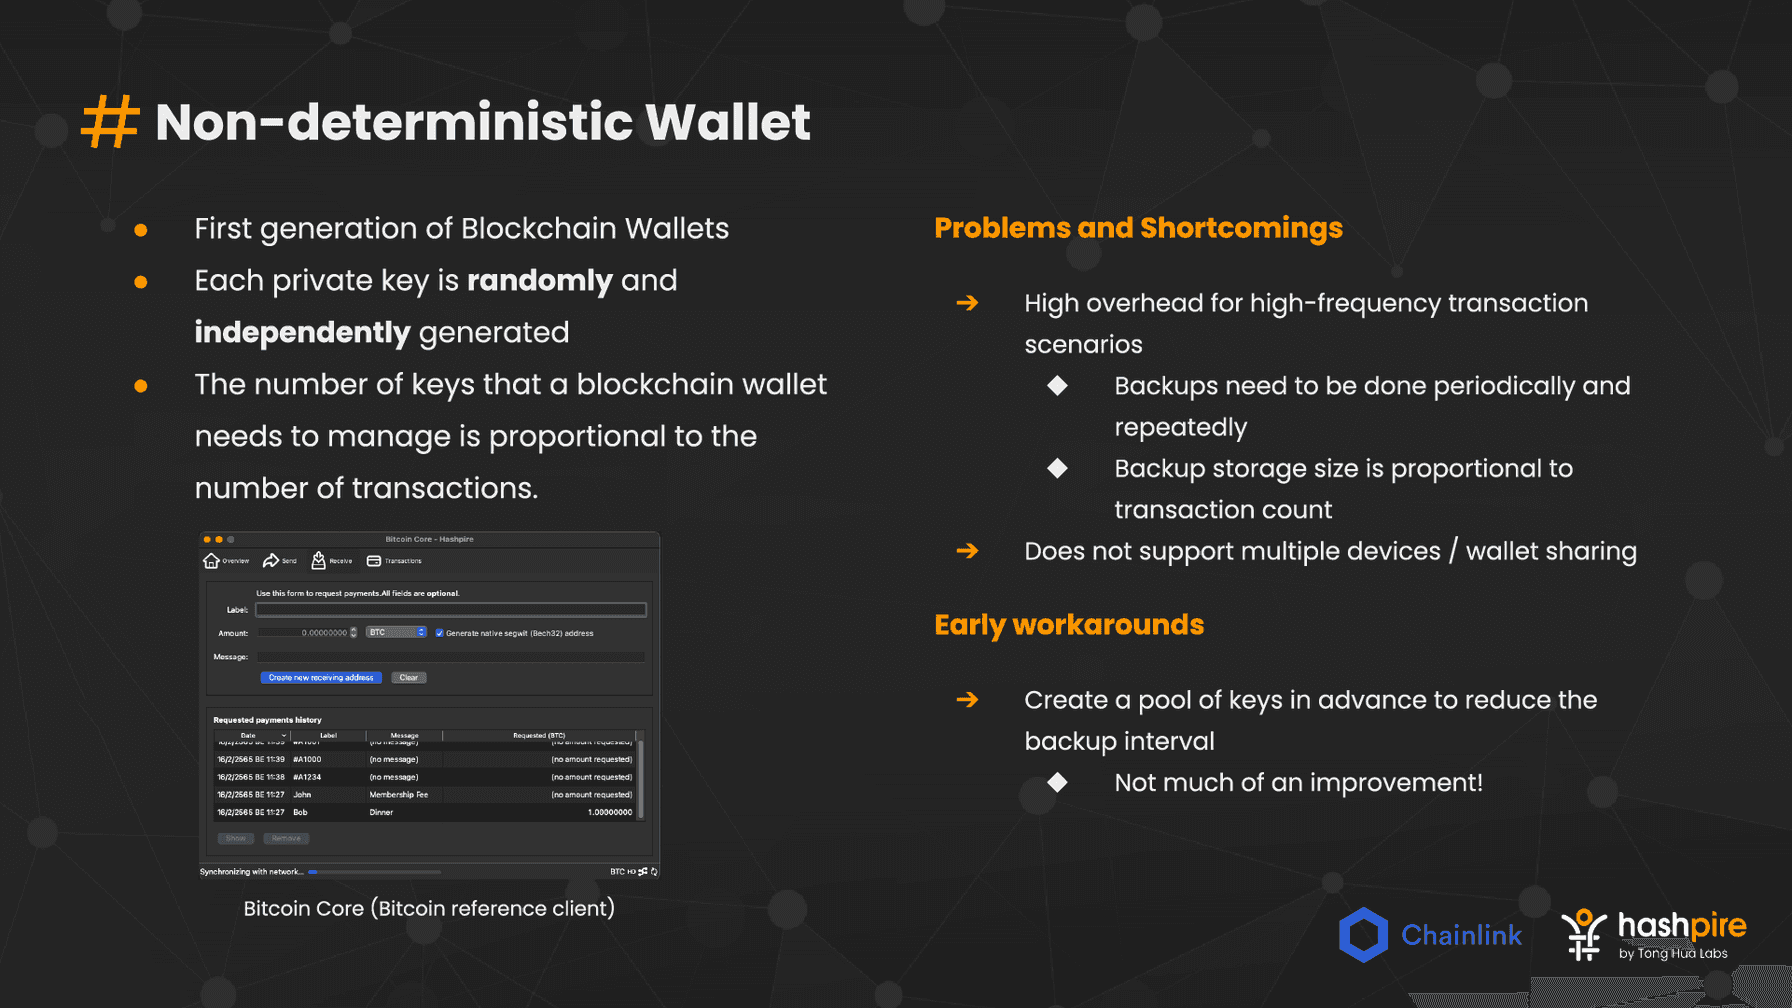 # Non-deterministic Wallet
● First generation of Blockchain Wallets
● Each private key is randomly and
independently generated
● The number of keys that a blockchain wallet
needs to manage is proportional to the
number of transactions.
Bitcoin Core - Hashpire
Overview Send Receive Transactions
Use this form to request payments.All fields are optional.
Label:
Amount: 0.00000000 BTC Generate native segwit (Bech32) address
Message:
Create new receiving address Clear
Requested payments history
Date Label Message Requested (BTC)
16/2/2565 BE 11:39 #A1001 (no message) (no amount requested)
16/2/2565 BE 11:39 #A1000 (no message) (no amount requested)
16/2/2565 BE 11:38 #A1234 (no message) (no amount requested)
16/2/2565 BE 11:27 John Membership Fee (no amount requested)
16/2/2565 BE 11:27 Bob Dinner 1.00000000
Show Remove
Synchronizing with network... BTC HD
Bitcoin Core (Bitcoin reference client)
Problems and Shortcomings
➔ High overhead for high-frequency transaction
scenarios
◆ Backups need to be done periodically and
repeatedly
◆ Backup storage size is proportional to
transaction count
➔ Does not support multiple devices / wallet sharing
Early workarounds
➔ Create a pool of keys in advance to reduce the
backup interval
◆ Not much of an improvement!
Chainlink
hashpire
by Tong Hua Labs